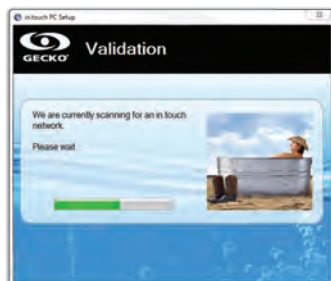 in.touch PC Setup
GECKO
Validation
We are currently scanning for an in.touch
network.
Please wait